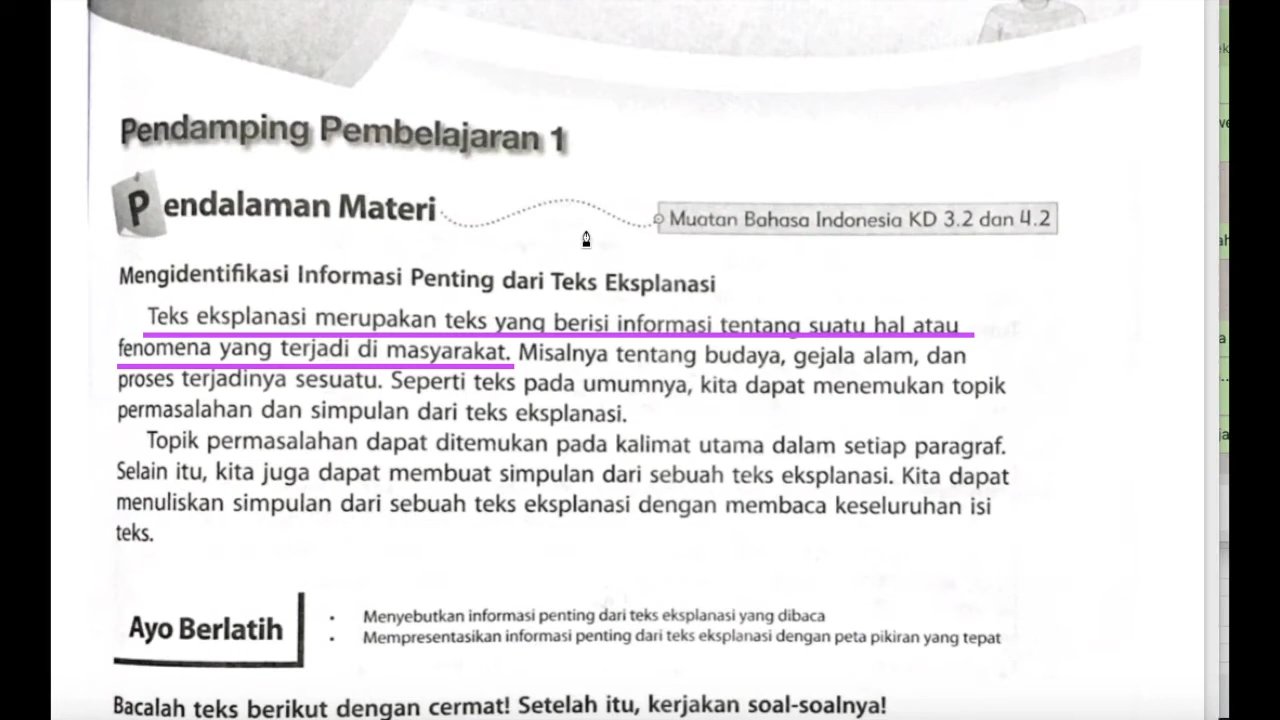 Pendamping Pembelajaran 1
Pendalaman Materi
Muatan Bahasa Indonesia KD 3.2 dan 4.2
Mengidentifikasi Informasi Penting dari Teks Eksplanasi
Teks eksplanasi merupakan teks yang berisi informasi tentang suatu hal atau
fenomena yang terjadi di masyarakat. Misalnya tentang budaya, gejala alam, dan
proses terjadinya sesuatu. Seperti teks pada umumnya, kita dapat menemukan topik
permasalahan dan simpulan dari teks eksplanasi.
Topik permasalahan dapat ditemukan pada kalimat utama dalam setiap paragraf.
Selain itu, kita juga dapat membuat simpulan dari sebuah teks eksplanasi. Kita dapat
menuliskan simpulan dari sebuah teks eksplanasi dengan membaca keseluruhan isi
teks.
Ayo Berlatih
• Menyebutkan informasi penting dari teks eksplanasi yang dibaca
• Mempresentasikan informasi penting dari teks eksplanasi dengan peta pikiran yang tepat
Bacalah teks berikut dengan cermat! Setelah itu, kerjakan soal-soalnya!